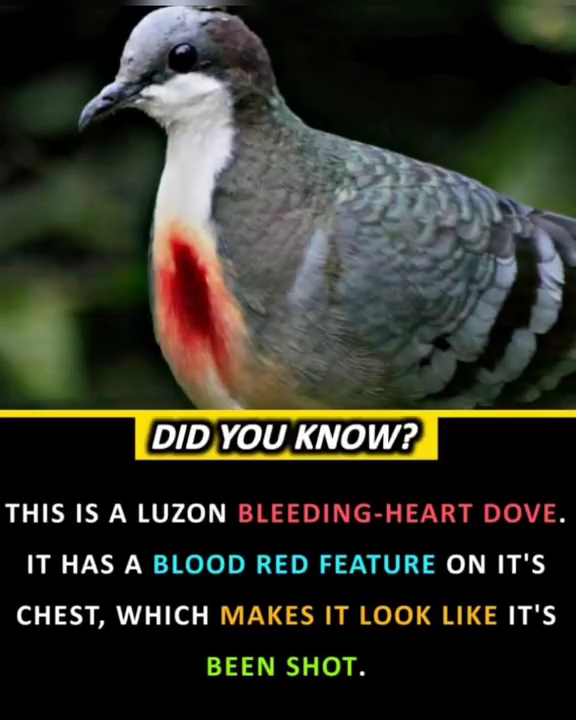 DID YOU KNOW?
THIS IS A LUZON BLEEDING-HEART DOVE.
IT HAS A BLOOD RED FEATURE ON IT'S
CHEST, WHICH MAKES IT LOOK LIKE IT'S
BEEN SHOT.